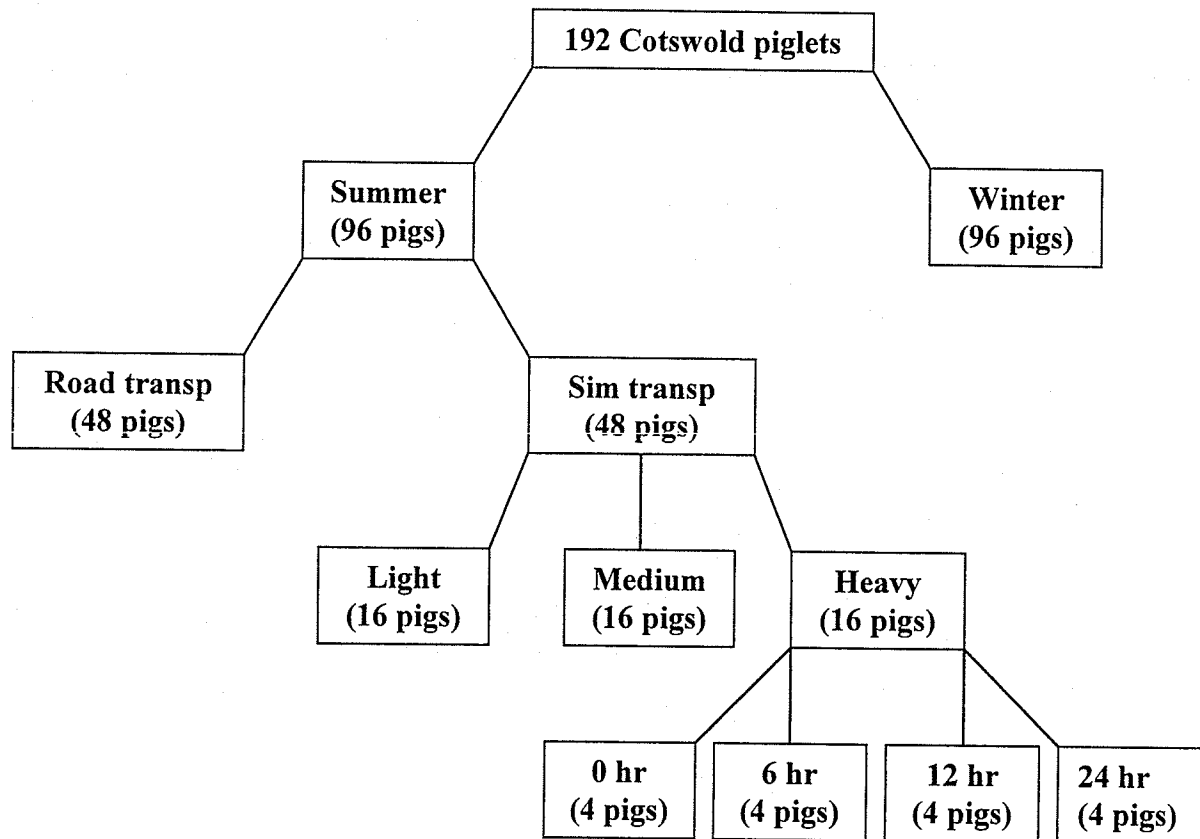 192 Cotswold piglets
Summer
(96 pigs)
Winter
(96 pigs)
Road transp
(48 pigs)
Sim transp
(48 pigs)
Light
(16 pigs)
Medium
(16 pigs)
Heavy
(16 pigs)
0 hr
(4 pigs)
6 hr
(4 pigs)
12 hr
(4 pigs)
24 hr
(4 pigs)